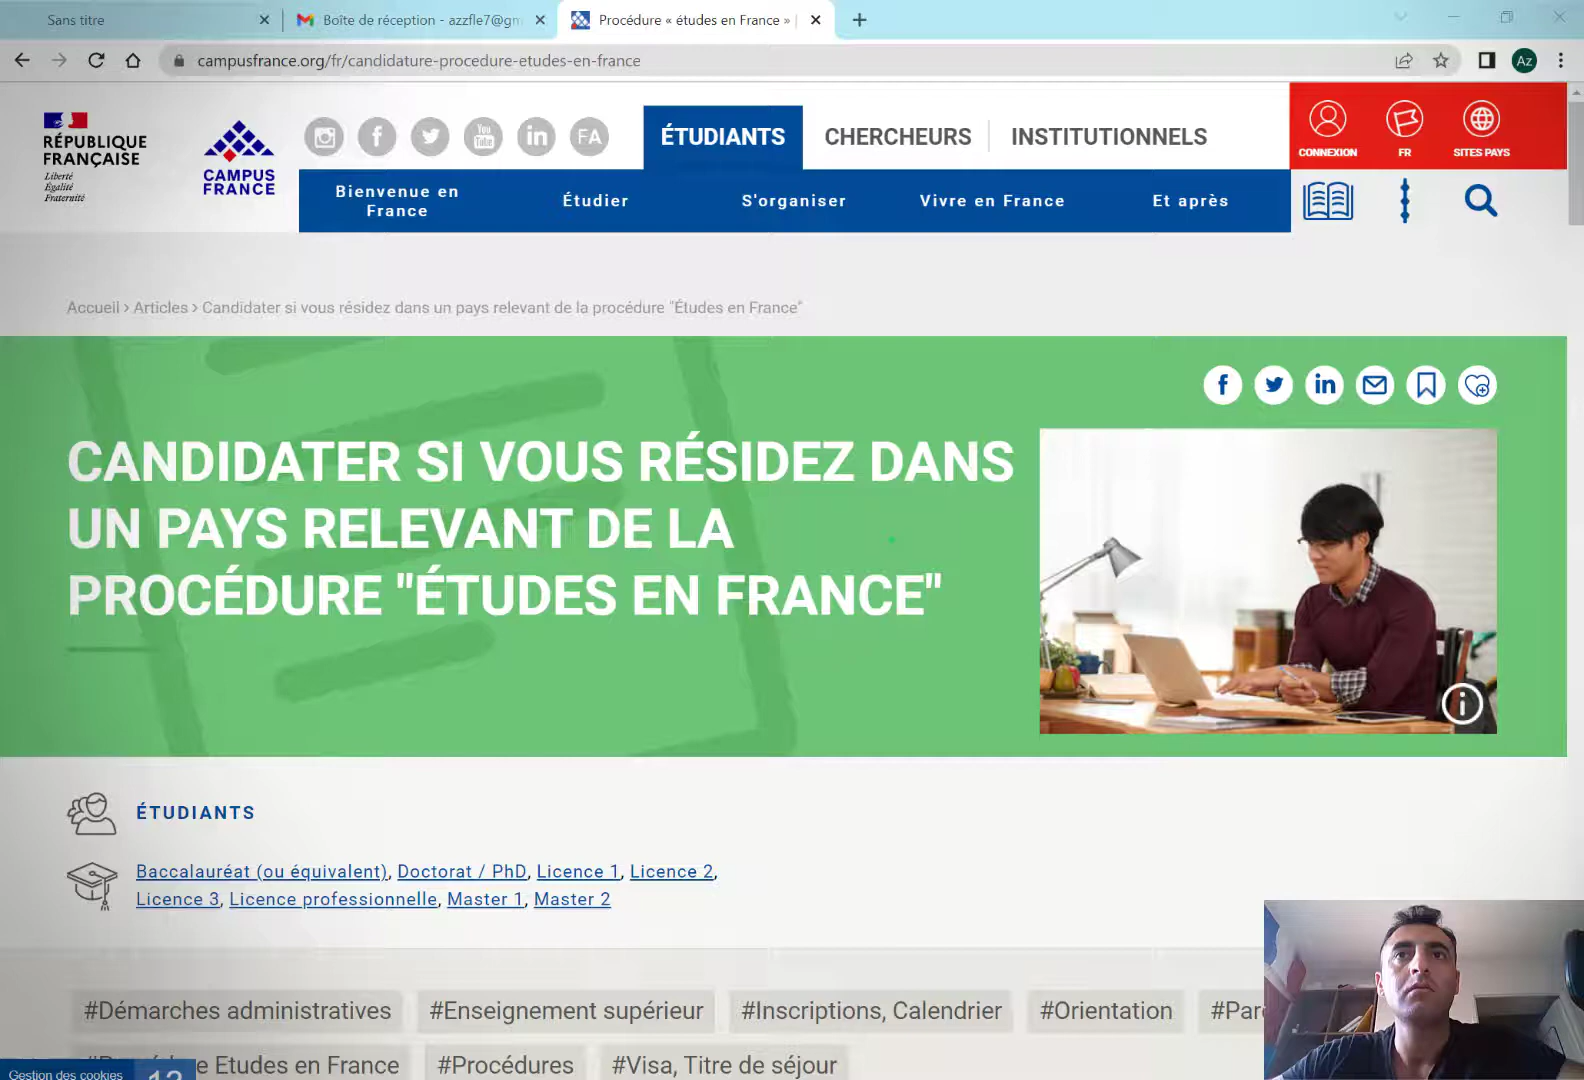 Sans titre
Boîte de réception - azzfle7@gm
Procédure « études en France »
campusfrance.org/fr/candidature-procedure-etudes-en-france
Az
RÉPUBLIQUE
FRANÇAISE
Liberté
Égalité
Fraternité
CAMPUS
FRANCE
You
Tube
FA
ÉTUDIANTS
CHERCHEURS
INSTITUTIONNELS
CONNEXION
FR
SITES PAYS
Bienvenue en
France
Étudier
S'organiser
Vivre en France
Et après
Accueil > Articles > Candidater si vous résidez dans un pays relevant de la procédure "Études en France"
CANDIDATER SI VOUS RÉSIDEZ DANS
UN PAYS RELEVANT DE LA
PROCÉDURE "ÉTUDES EN FRANCE"
ÉTUDIANTS
Baccalauréat (ou équivalent), Doctorat / PhD, Licence 1, Licence 2,
Licence 3, Licence professionnelle, Master 1, Master 2
#Démarches administratives #Enseignement supérieur #Inscriptions, Calendrier #Orientation
Etudes en France #Procédures #Visa, Titre de séjour
Gestion des cookies